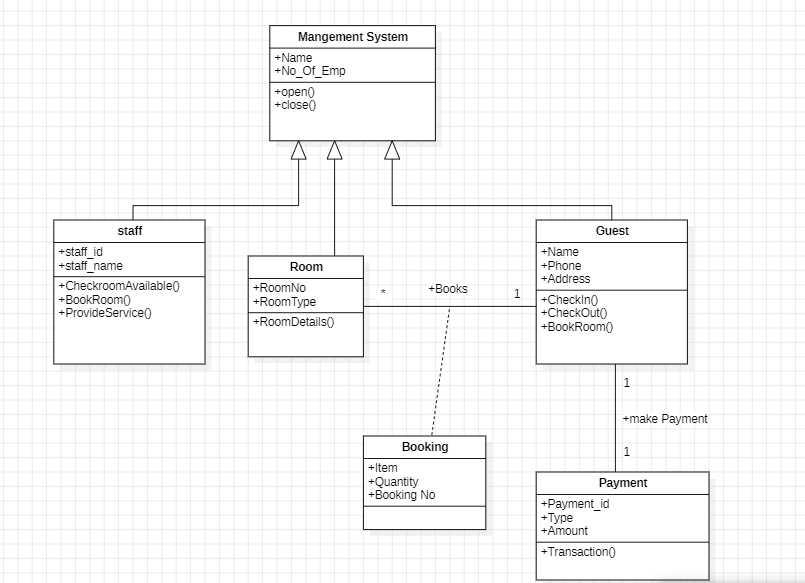 Mangement System
+Name
+No_Of_Emp
+open()
+close()
staff
+staff_id
+staff_name
+CheckroomAvailable()
+BookRoom()
+ProvideService()
Room
+RoomNo
+RoomType
+RoomDetails()
*
+Books
1
Guest
+Name
+Phone
+Address
+CheckIn()
+CheckOut()
+BookRoom()
1
+make Payment
1
Booking
+Item
+Quantity
+Booking No
Payment
+Payment_id
+Type
+Amount
+Transaction()